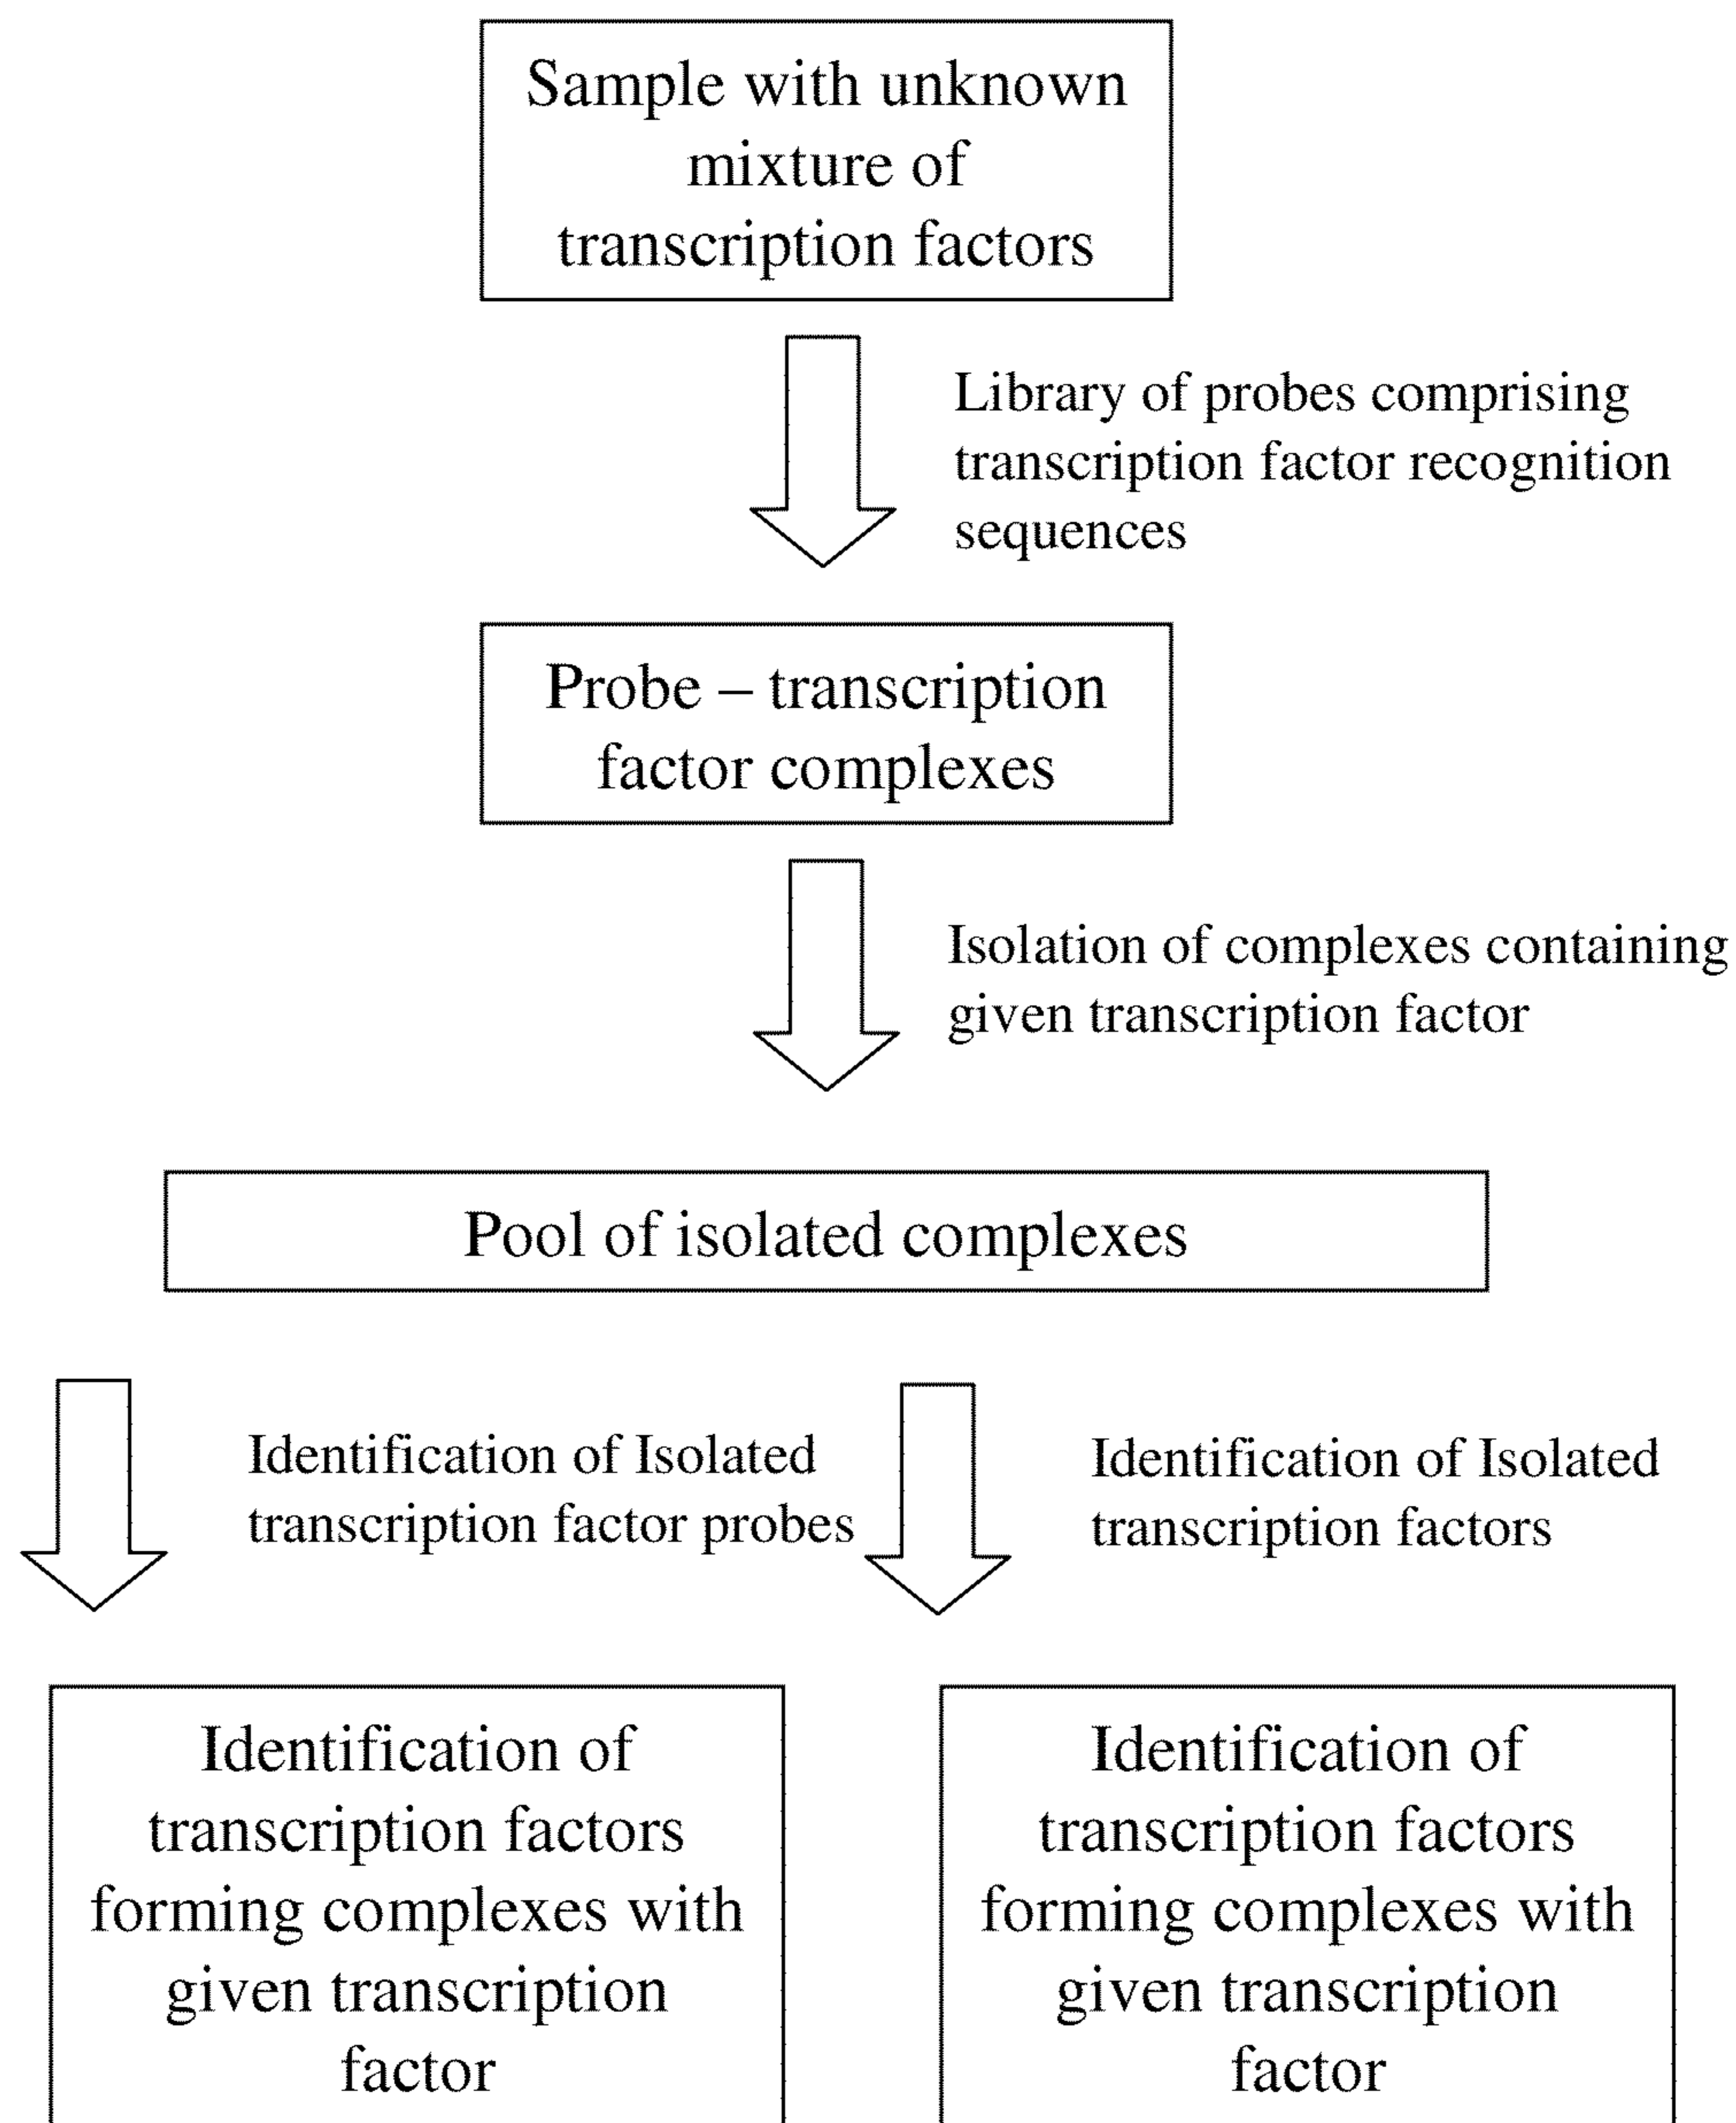 Sample with unknown
mixture of
transcription factors
Library of probes comprising
transcription factor recognition
sequences
Probe – transcription
factor complexes
Isolation of complexes containing
given transcription factor
Pool of isolated complexes
Identification of Isolated
transcription factor probes
Identification of Isolated
transcription factors
Identification of
transcription factors
forming complexes with
given transcription
factor
Identification of
transcription factors
forming complexes with
given transcription
factor